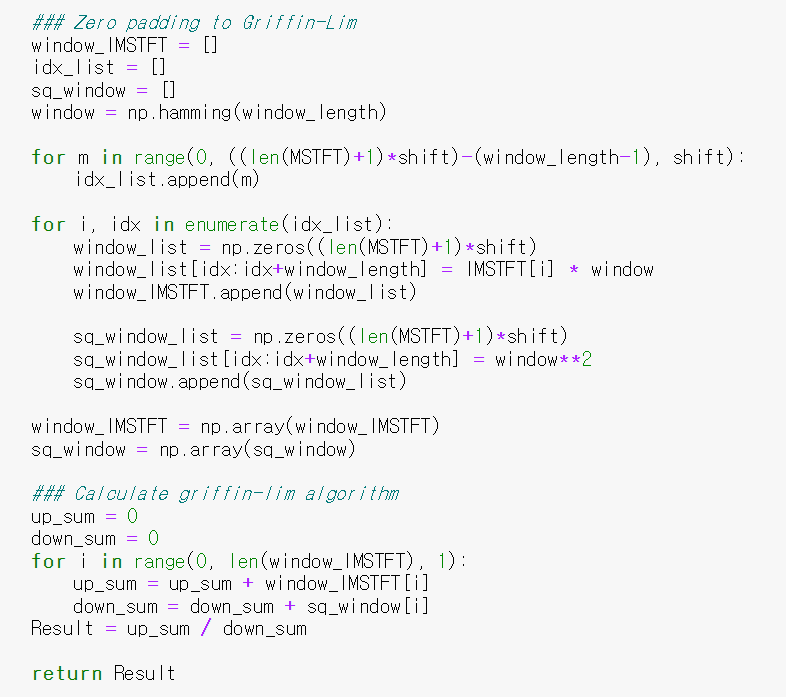 ### Zero padding to Griffin-Lim
window_IMSTFT = []
idx_list = []
sq_window = []
window = np.hamming(window_length)
for m in range(0, ((len(MSTFT)+1)*shift)-(window_length-1), shift):
    idx_list.append(m)
for i, idx in enumerate(idx_list):
    window_list = np.zeros((len(MSTFT)+1)*shift)
    window_list[idx:idx+window_length] = IMSTFT[i] * window
    window_IMSTFT.append(window_list)
    sq_window_list = np.zeros((len(MSTFT)+1)*shift)
    sq_window_list[idx:idx+window_length] = window**2
    sq_window.append(sq_window_list)
window_IMSTFT = np.array(window_IMSTFT)
sq_window = np.array(sq_window)
### Calculate griffin-lim algorithm
up_sum = 0
down_sum = 0
for i in range(0, len(window_IMSTFT), 1):
    up_sum = up_sum + window_IMSTFT[i]
    down_sum = down_sum + sq_window[i]
Result = up_sum / down_sum
return Result